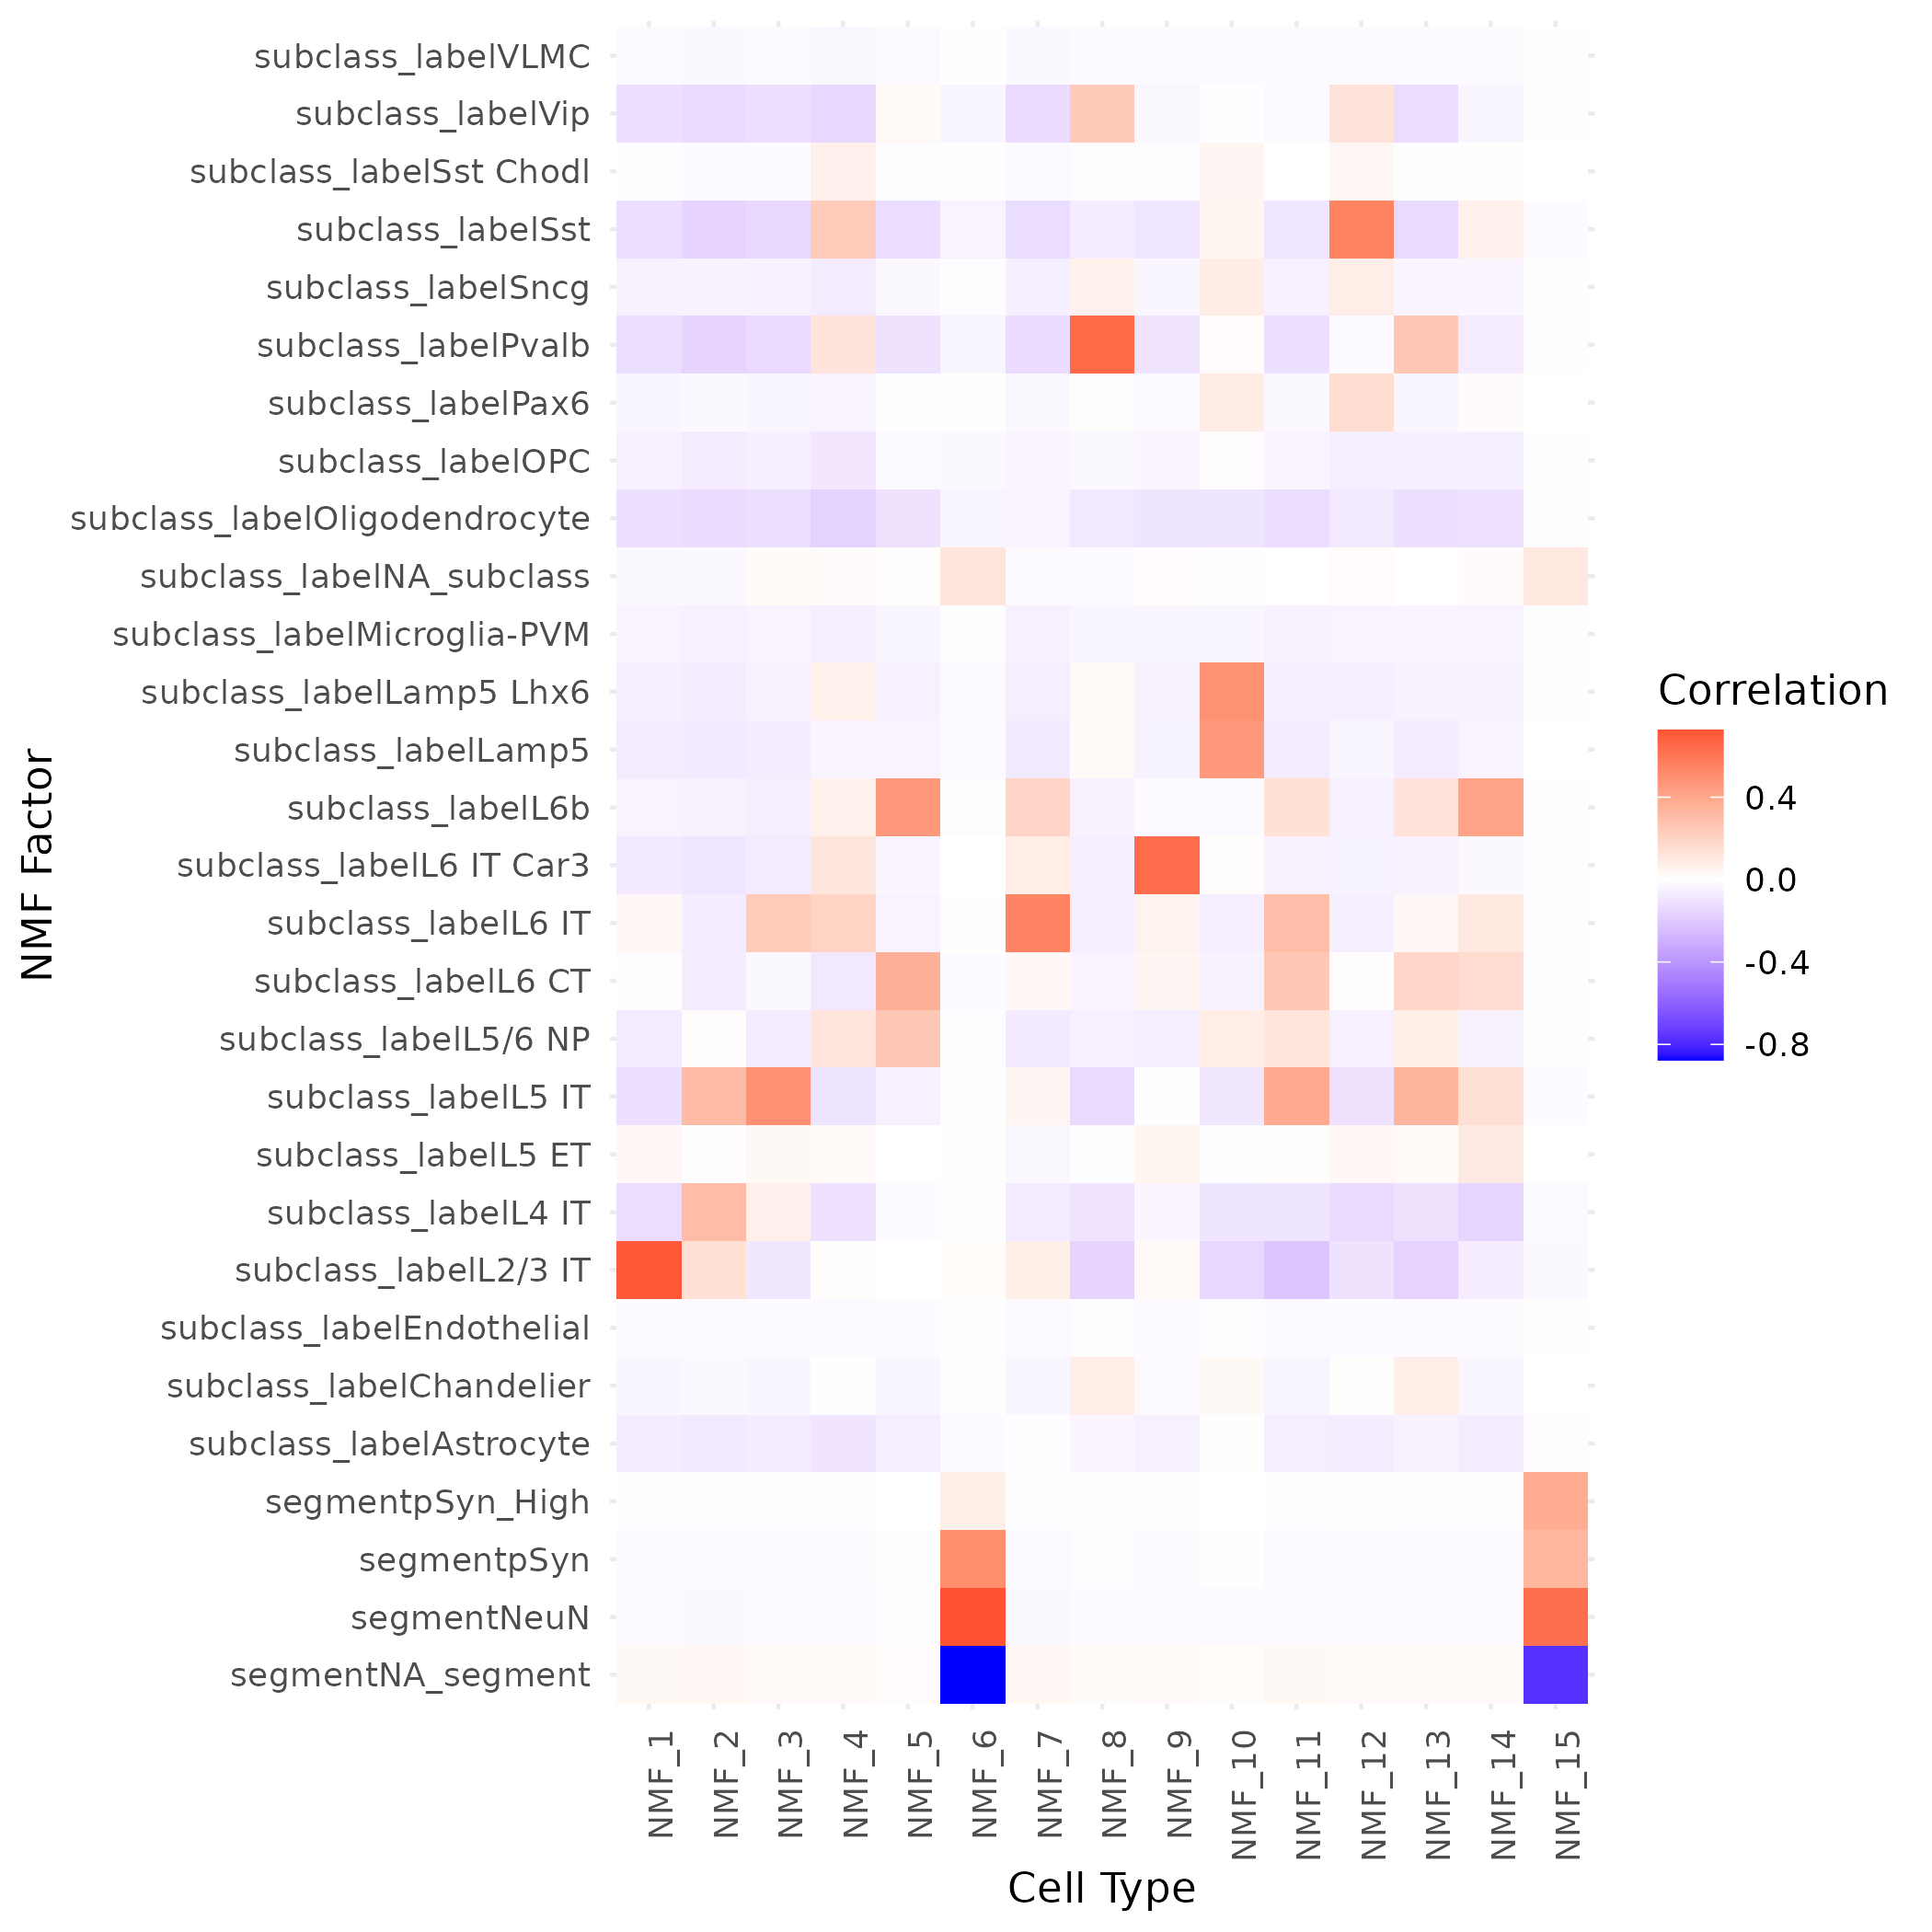 subclass_labelVLMC
subclass_labelVip
subclass_labelSst Chodl
subclass_labelSst
subclass_labelSncg
subclass_labelPvalb
subclass_labelPax6
subclass_labelOPC
subclass_labelOligodendrocyte
subclass_labelNA_subclass
subclass_labelMicroglia-PVM
subclass_labelLamp5 Lhx6
subclass_labelLamp5
subclass_labelL6b
subclass_labelL6 IT Car3
subclass_labelL6 IT
subclass_labelL6 CT
subclass_labelL5/6 NP
subclass_labelL5 IT
subclass_labelL5 ET
subclass_labelL4 IT
subclass_labelL2/3 IT
subclass_labelEndothelial
subclass_labelChandelier
subclass_labelAstrocyte
segmentpSyn_High
segmentpSyn
segmentNeuN
segmentNA_segment
NMF Factor
NMF_1
NMF_2
NMF_3
NMF_4
NMF_5
NMF_6
NMF_7
NMF_8
NMF_9
NMF_10
NMF_11
NMF_12
NMF_13
NMF_14
NMF_15
Cell Type
Correlation
0.4
0.0
-0.4
-0.8